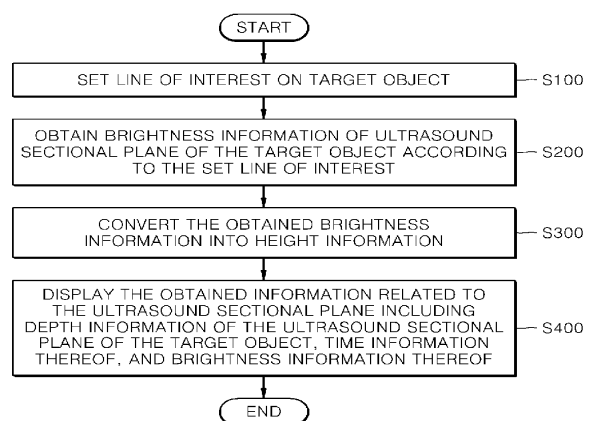 START
SET LINE OF INTEREST ON TARGET OBJECT
S100
OBTAIN BRIGHTNESS INFORMATION OF ULTRASOUND
SECTIONAL PLANE OF THE TARGET OBJECT ACCORDING
TO THE SET LINE OF INTEREST
S200
CONVERT THE OBTAINED BRIGHTNESS
INFORMATION INTO HEIGHT INFORMATION
S300
DISPLAY THE OBTAINED INFORMATION RELATED TO
THE ULTRASOUND SECTIONAL PLANE INCLUDING
DEPTH INFORMATION OF THE ULTRASOUND SECTIONAL
PLANE OF THE TARGET OBJECT, TIME INFORMATION
THEREOF, AND BRIGHTNESS INFORMATION THEREOF
S400
END